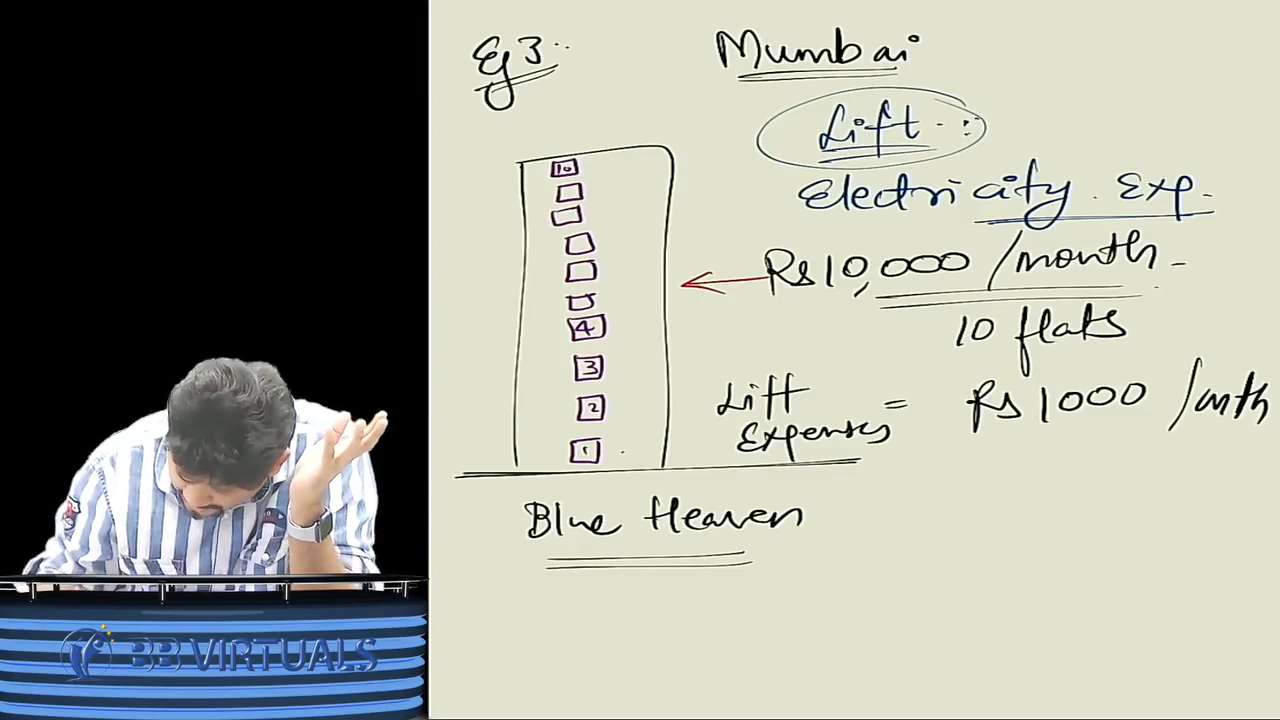 Eg 3..
Mumbai
Lift..:
Electricity. Exp.
Rs 10,000 /month.
10 flats
Lift
Expenses = Rs 1000 /mth
10
4
3
2
1
Blue Heaven
BB VIRTUALS